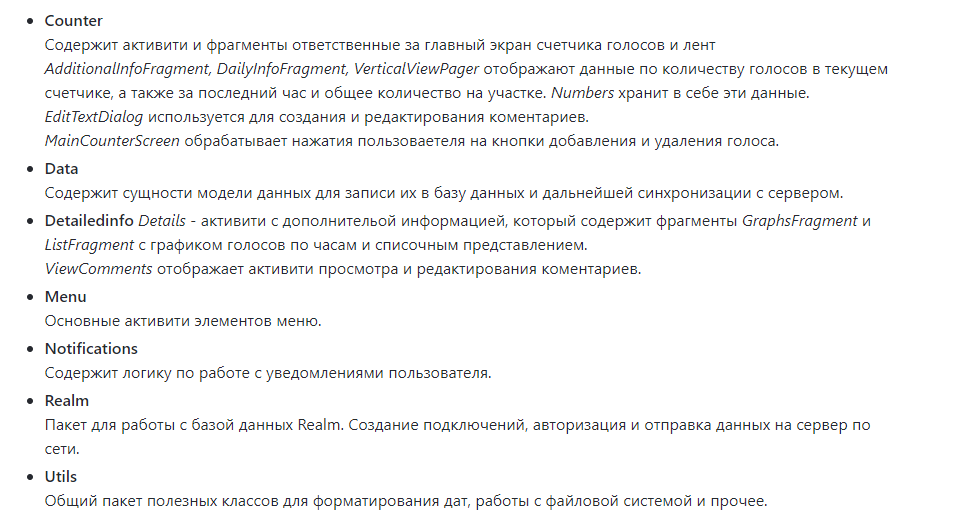 Counter
Содержит активити и фрагменты ответственные за главный экран счетчика голосов и лент
AdditionalInfoFragment, DailyInfoFragment, VerticalViewPager отображают данные по количеству голосов в текущем
счетчике, а также за последний час и общее количество на участке. Numbers хранит в себе эти данные.
EditTextDialog используется для создания и редактирования коментариев.
MainCounterScreen обрабатывает нажатия пользоваетеля на кнопки добавления и удаления голоса.
Data
Содержит сущности модели данных для записи их в базу данных и дальнейшей синхронизации с сервером.
Detailedinfo Details - активити с дополнительой информацией, который содержит фрагменты GraphsFragment и
ListFragment с графиком голосов по часам и списочным представлением.
ViewComments отображает активити просмотра и редактирования коментариев.
Menu
Основные активити элементов меню.
Notifications
Содержит логику по работе с уведомлениями пользователя.
Realm
Пакет для работы с базой данных Realm. Создание подключений, авторизация и отправка данных на сервер по
сети.
Utils
Общий пакет полезных классов для форматирования дат, работы с файловой системой и прочее.